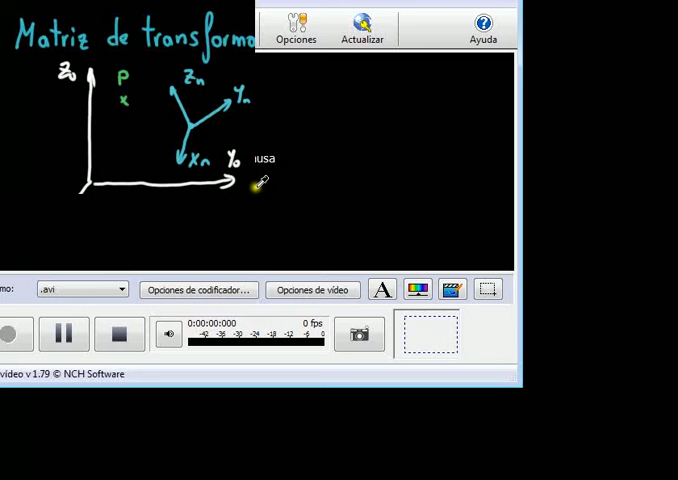 Matriz de transforma
Opciones
Actualizar
Ayuda
Z₀
P
x
Zn
Yn
Xn
Y₀
ausa
mo:
.avi
Opciones de codificador...
Opciones de vídeo
A
0:00:00:000
0 fps
-42 -36 -30 -24 -18 -12 -6 0
vídeo v 1.79 © NCH Software